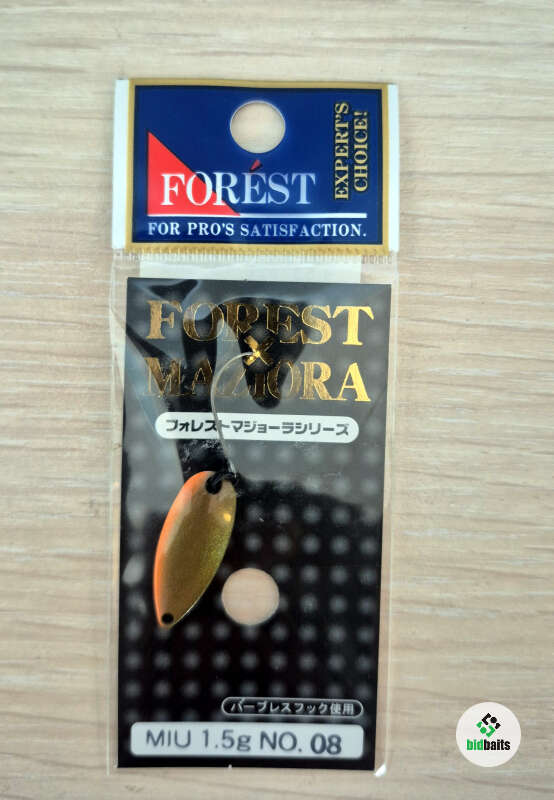 FORÉST
EXPERT'S
CHOICE!
FOR PRO'S SATISFACTION.
FOREST
×
MAZIORA
フォレストマジョーラシリーズ
バーブレスフック使用
MIU 1.5g NO. 08
bidbaits